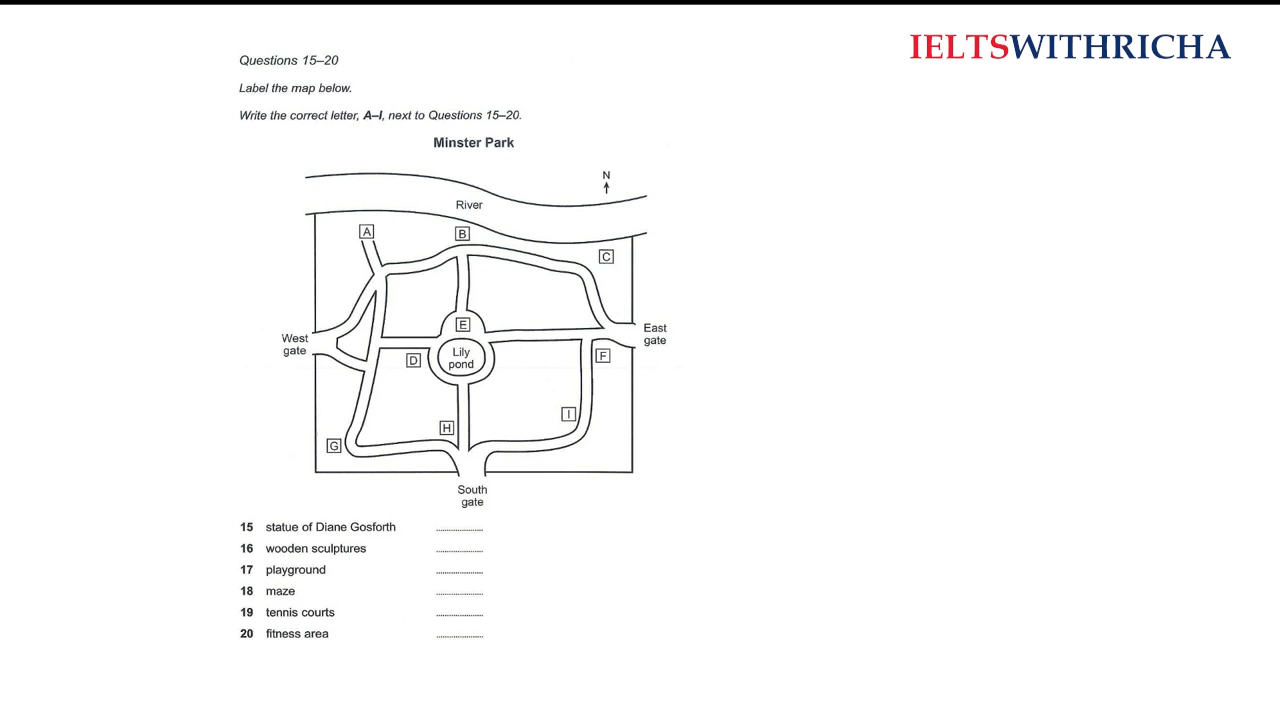 IELTSWITHRICHA
Questions 15–20
Label the map below.
Write the correct letter, A–I, next to Questions 15–20.
Minster Park
N
River
A
B
C
West gate
East gate
E
Lily pond
D
F
I
H
G
South gate
15 statue of Diane Gosforth ....................
16 wooden sculptures ....................
17 playground ....................
18 maze ....................
19 tennis courts ....................
20 fitness area ....................